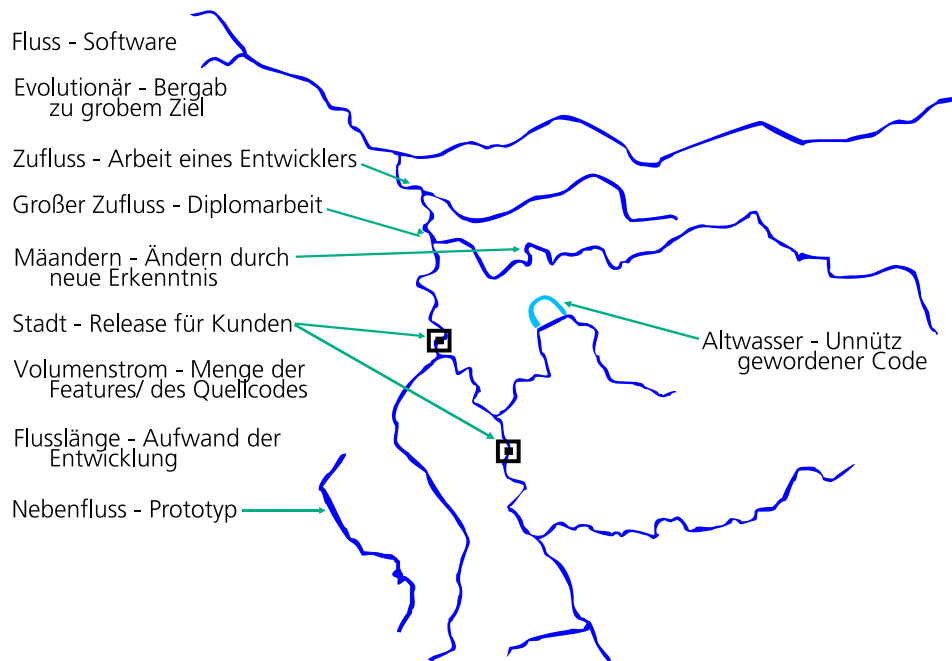 Fluss - Software
Evolutionär - Bergab
zu grobem Ziel
Zufluss - Arbeit eines Entwicklers
Großer Zufluss - Diplomarbeit
Mäandern - Ändern durch
neue Erkenntnis
Stadt - Release für Kunden
Volumenstrom - Menge der
Features/ des Quellcodes
Flusslänge - Aufwand der
Entwicklung
Nebenfluss - Prototyp
Altwasser - Unnütz
gewordener Code